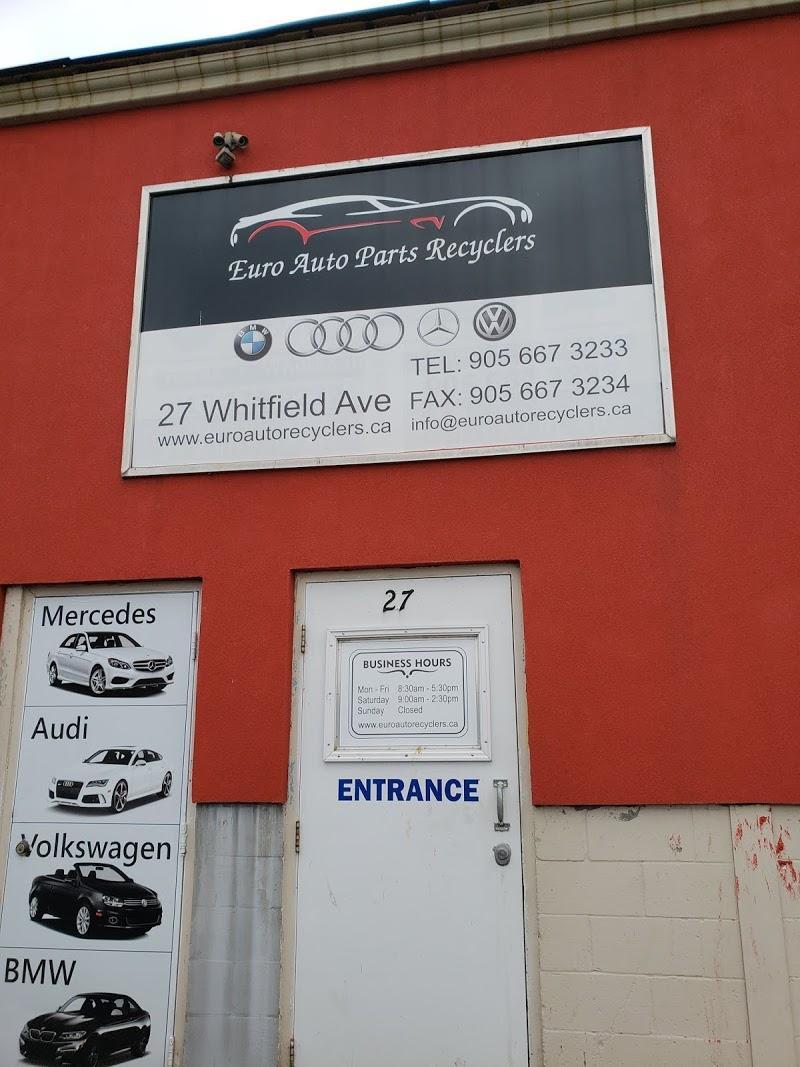 Euro Auto Parts Recyclers
BMW
VW
27 Whitfield Ave
www.euroautorecyclers.ca
TEL: 905 667 3233
FAX: 905 667 3234
info@euroautorecyclers.ca
27
BUSINESS HOURS
Mon - Fri 8:30am - 5:30pm
Saturday 9:00am - 2:30pm
Sunday Closed
www.euroautorecyclers.ca
ENTRANCE
Mercedes
Audi
Volkswagen
BMW